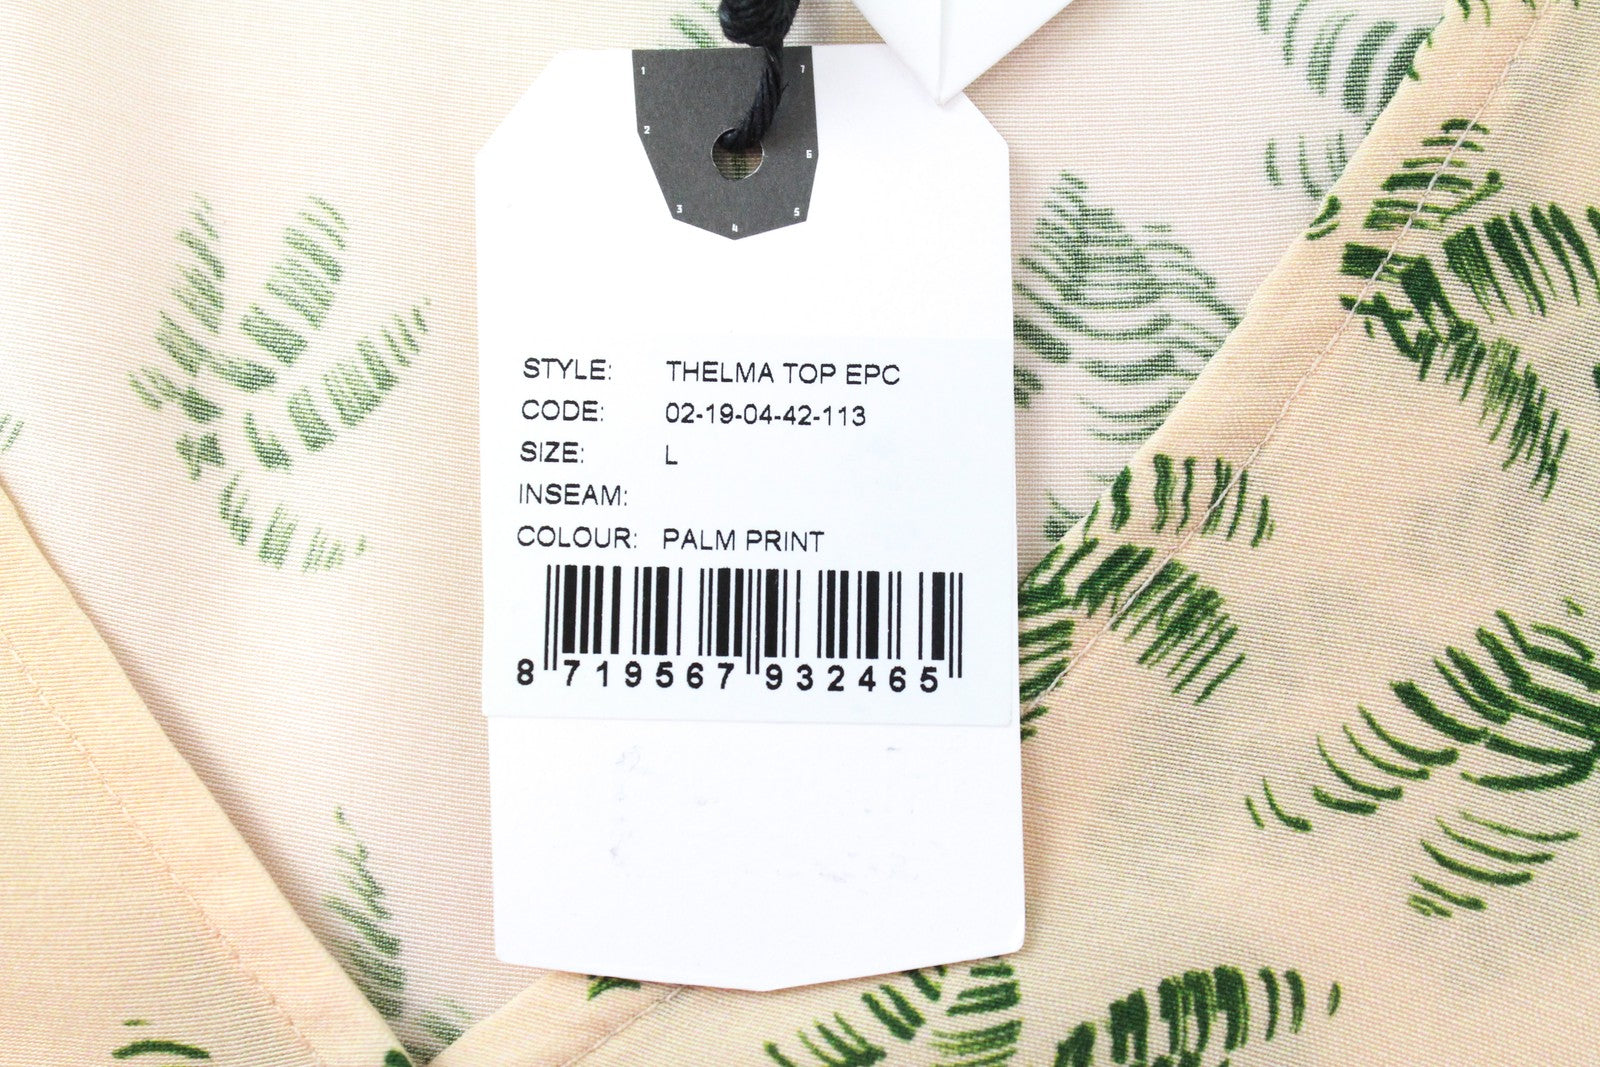 1 7
2 6
3 5
4
STYLE: THELMA TOP EPC
CODE: 02-19-04-42-113
SIZE: L
INSEAM:
COLOUR: PALM PRINT
8 719567 932465